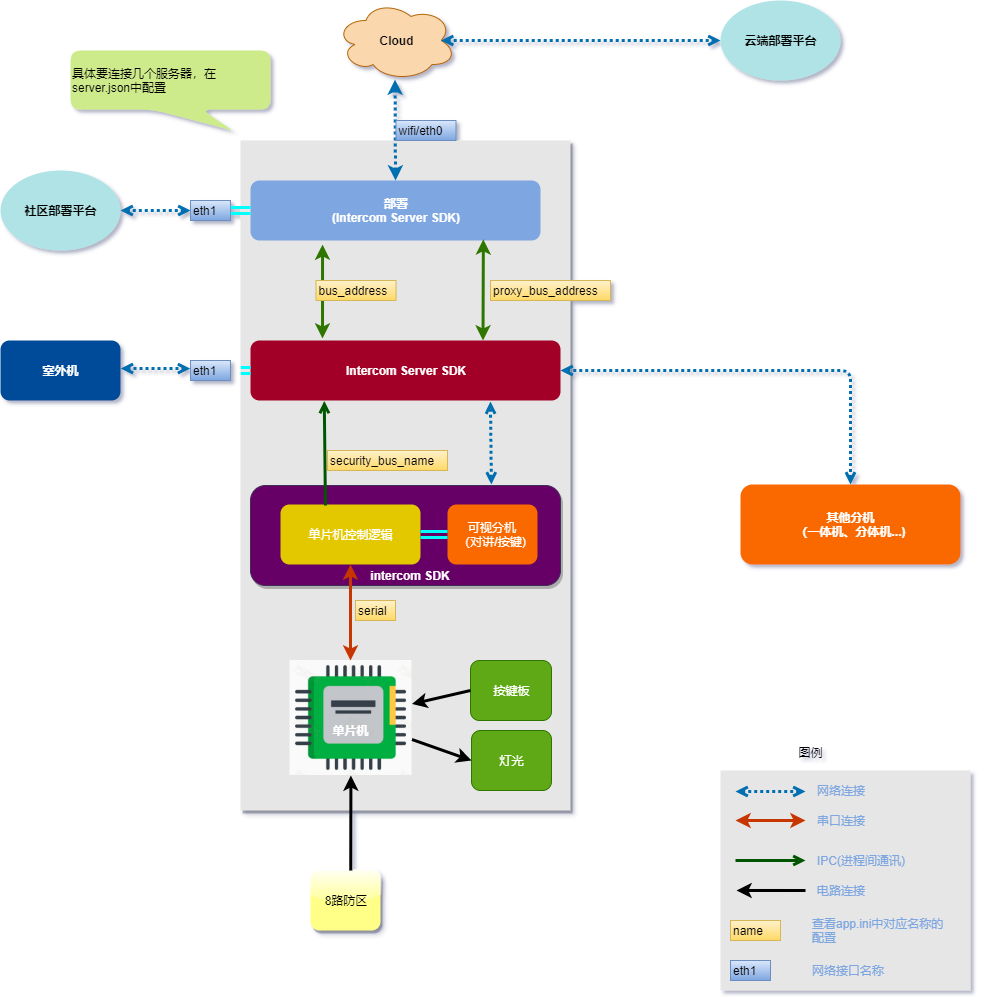 Cloud
云端部署平台
具体要连接几个服务器，在
server.json中配置
wifi/eth0
社区部署平台
eth1
部署
(Intercom Server SDK)
bus_address
proxy_bus_address
室外机
eth1
Intercom Server SDK
security_bus_name
单片机控制逻辑
可视分机
(对讲/按键)
intercom SDK
其他分机
(一体机、分体机...)
serial
单片机
按键板
灯光
8路防区
图例
网络连接
串口连接
IPC(进程间通讯)
电路连接
name
查看app.ini中对应名称的
配置
eth1
网络接口名称